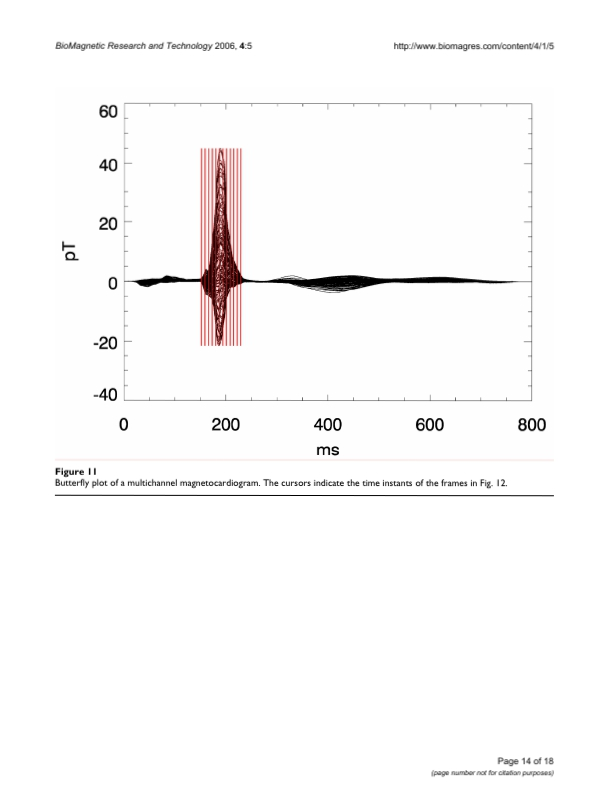 BioMagnetic Research and Technology 2006, 4:5 http://www.biomagres.com/content/4/1/5
60
40
20
0
-20
-40
pT
0 200 400 600 800
ms
Figure 11
Butterfly plot of a multichannel magnetocardiogram. The cursors indicate the time instants of the frames in Fig. 12.
Page 14 of 18
(page number not for citation purposes)